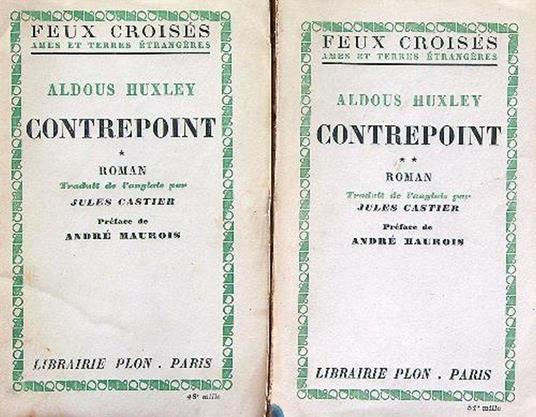 FEUX CROISÉS
AMES ET TERRES ÉTRANGÈRES
ALDOUS HUXLEY
CONTREPOINT
*
ROMAN
Traduit de l'anglais par
JULES CASTIER
Préface de
ANDRÉ MAUROIS
LIBRAIRIE PLON . PARIS
48e mille
FEUX CROISÉS
AMES ET TERRES ÉTRANGÈRES
ALDOUS HUXLEY
CONTREPOINT
**
ROMAN
Traduit de l'anglais par
JULES CASTIER
Préface de
ANDRÉ MAUROIS
LIBRAIRIE PLON . PARIS
mille